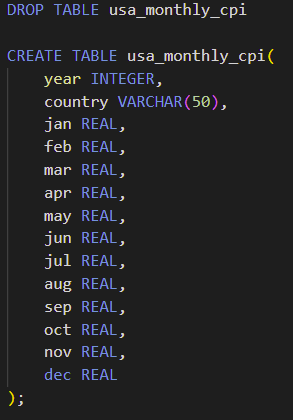 DROP TABLE usa_monthly_cpi
CREATE TABLE usa_monthly_cpi(
year INTEGER,
country VARCHAR(50),
jan REAL,
feb REAL,
mar REAL,
apr REAL,
may REAL,
jun REAL,
jul REAL,
aug REAL,
sep REAL,
oct REAL,
nov REAL,
dec REAL
);